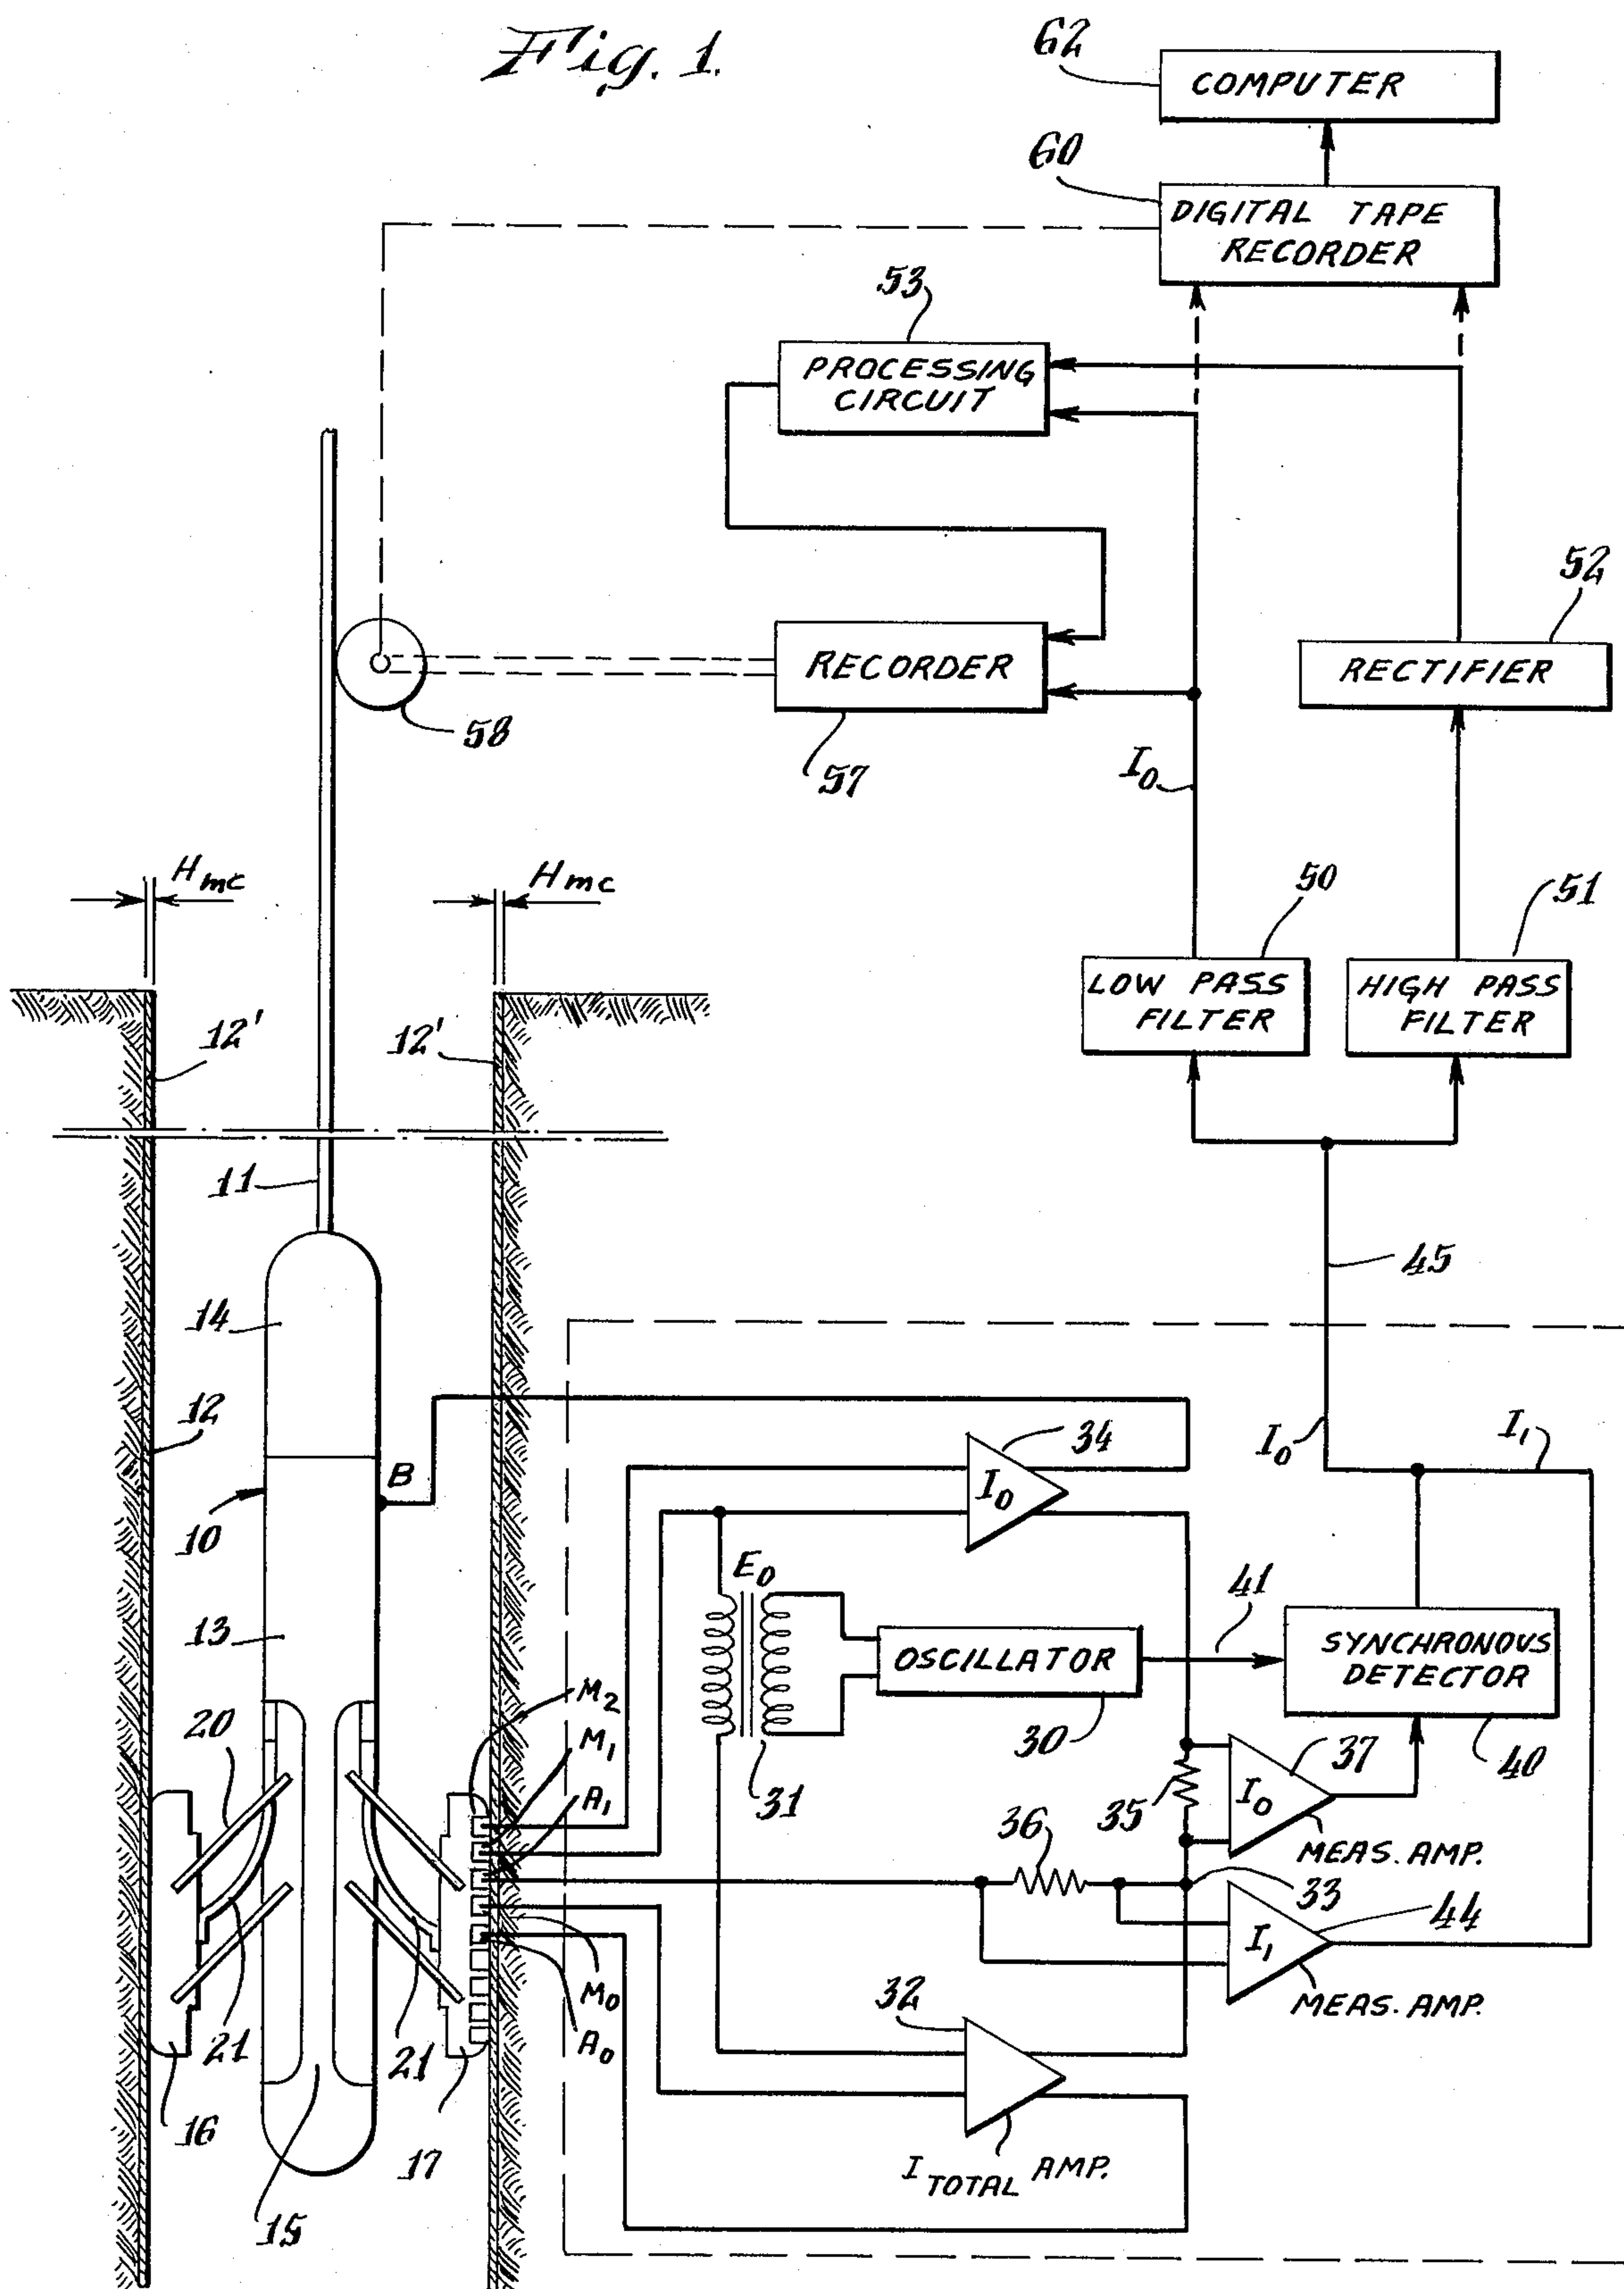 Fig. 1.
62
COMPUTER
60
DIGITAL TAPE
RECORDER
53
PROCESSING
CIRCUIT
52
RECTIFIER
RECORDER
58
57
I0
Hmc
Hmc
50
51
LOW PASS
FILTER
HIGH PASS
FILTER
12'
12'
11
45
14
12
34
I0
I1
I0
B
10
E0
41
13
OSCILLATOR
SYNCHRONOUS
DETECTOR
M2
20
M1
30
37
40
A1
31
35
I0
36
MEAS. AMP.
33
44
I1
M0
32
MEAS. AMP.
21
21
A0
16
17
I TOTAL AMP.
15